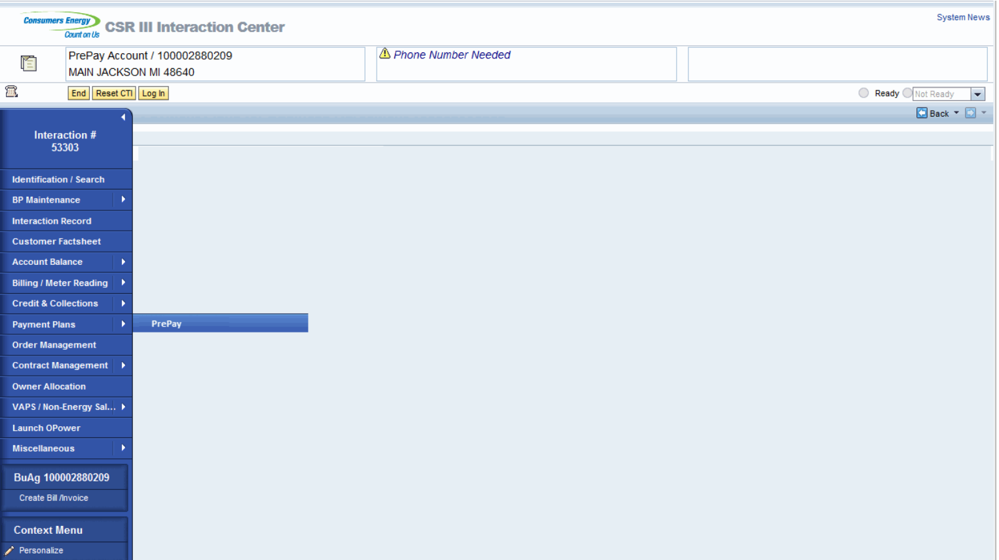 Consumers Energy
Count on Us
CSR III Interaction Center
System News
PrePay Account / 100002880209
MAIN JACKSON MI 48640
Phone Number Needed
End Reset CTI Log In
Ready Not Ready
Back
Interaction #
53303
Identification / Search
BP Maintenance
Interaction Record
Customer Factsheet
Account Balance
Billing / Meter Reading
Credit & Collections
Payment Plans
PrePay
Order Management
Contract Management
Owner Allocation
VAPS / Non-Energy Sal...
Launch OPower
Miscellaneous
BuAg 100002880209
Create Bill /Invoice
Context Menu
Personalize